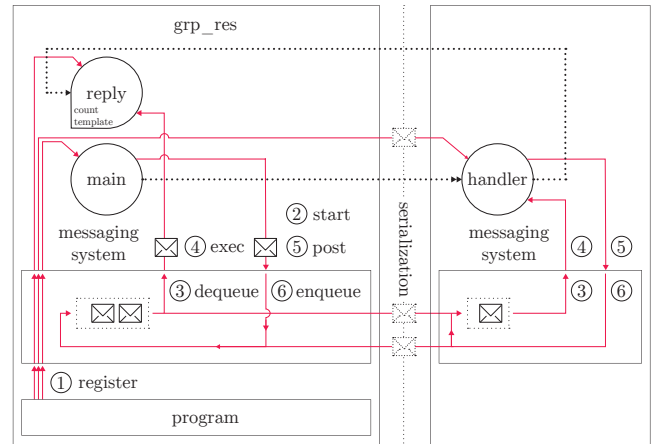 grp_res
reply
count
template
main
handler
② start
messaging
system
④ exec
⑤ post
serialization
messaging
system
④
⑤
③ dequeue
⑥ enqueue
③
⑥
① register
program